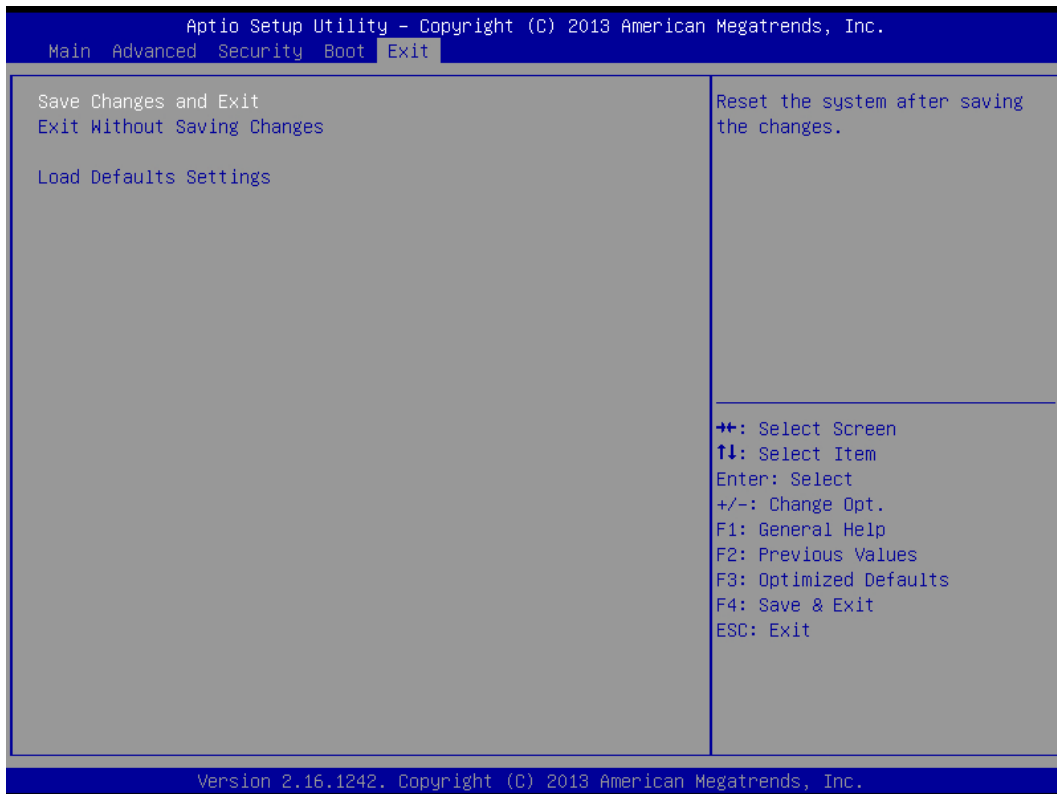 Aptio Setup Utility – Copyright (C) 2013 American Megatrends, Inc.
Main Advanced Security Boot Exit
Save Changes and Exit
Exit Without Saving Changes
Load Defaults Settings
Reset the system after saving
the changes.
→←: Select Screen
↑↓: Select Item
Enter: Select
+/-: Change Opt.
F1: General Help
F2: Previous Values
F3: Optimized Defaults
F4: Save & Exit
ESC: Exit
Version 2.16.1242. Copyright (C) 2013 American Megatrends, Inc.